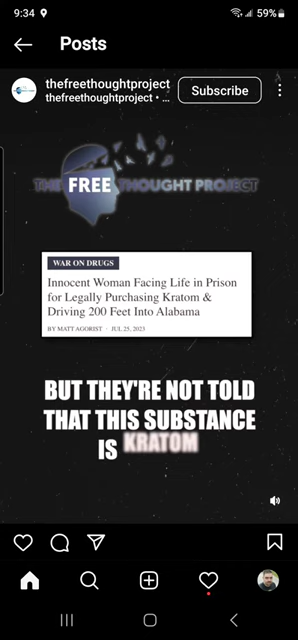 9:34
59%
Posts
thefreethoughtproject
thefreethoughtproject • ...
Subscribe
THE FREE THOUGHT PROJECT
WAR ON DRUGS
Innocent Woman Facing Life in Prison
for Legally Purchasing Kratom &
Driving 200 Feet Into Alabama
BY MATT AGORIST · JUL 25, 2023
BUT THEY'RE NOT TOLD
THAT THIS SUBSTANCE
IS KRATOM